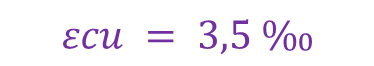 εcu = 3,5 ‰